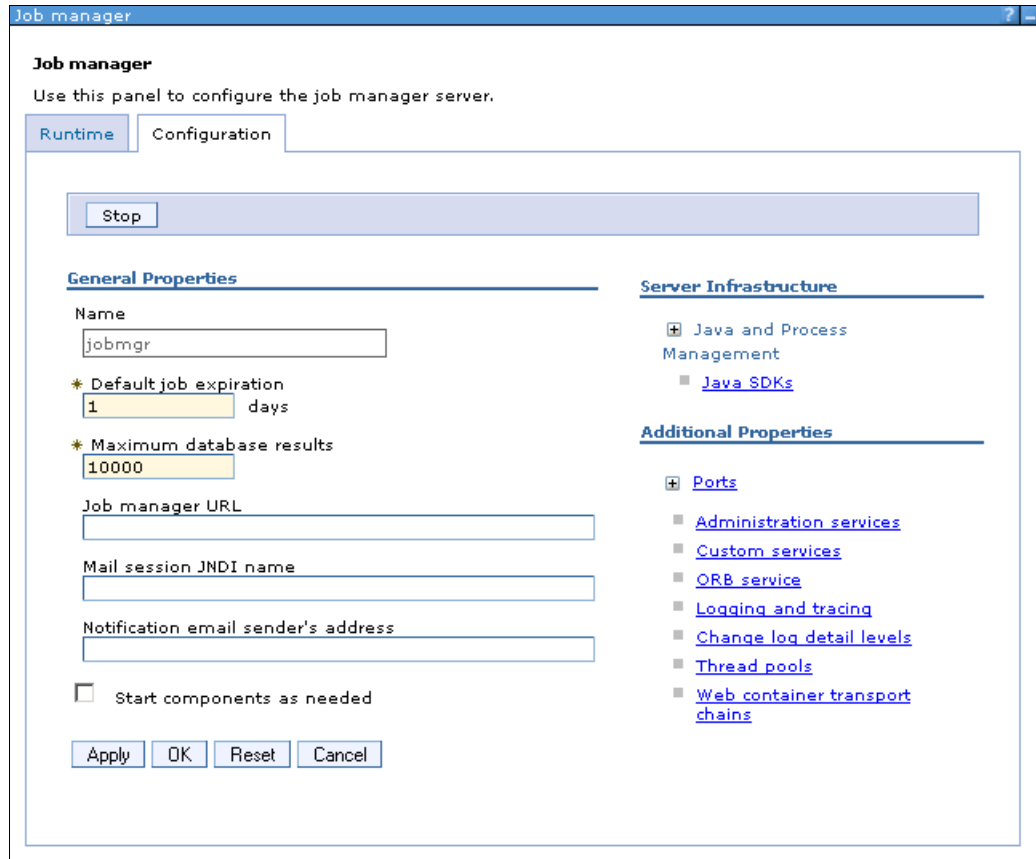 Job manager
?
Job manager
Use this panel to configure the job manager server.
Runtime
Configuration
Stop
General Properties
Name
jobmgr
* Default job expiration
1 days
* Maximum database results
10000
Job manager URL
Mail session JNDI name
Notification email sender's address
Start components as needed
Apply OK Reset Cancel
Server Infrastructure
+ Java and Process
Management
Java SDKs
Additional Properties
+ Ports
Administration services
Custom services
ORB service
Logging and tracing
Change log detail levels
Thread pools
Web container transport
chains